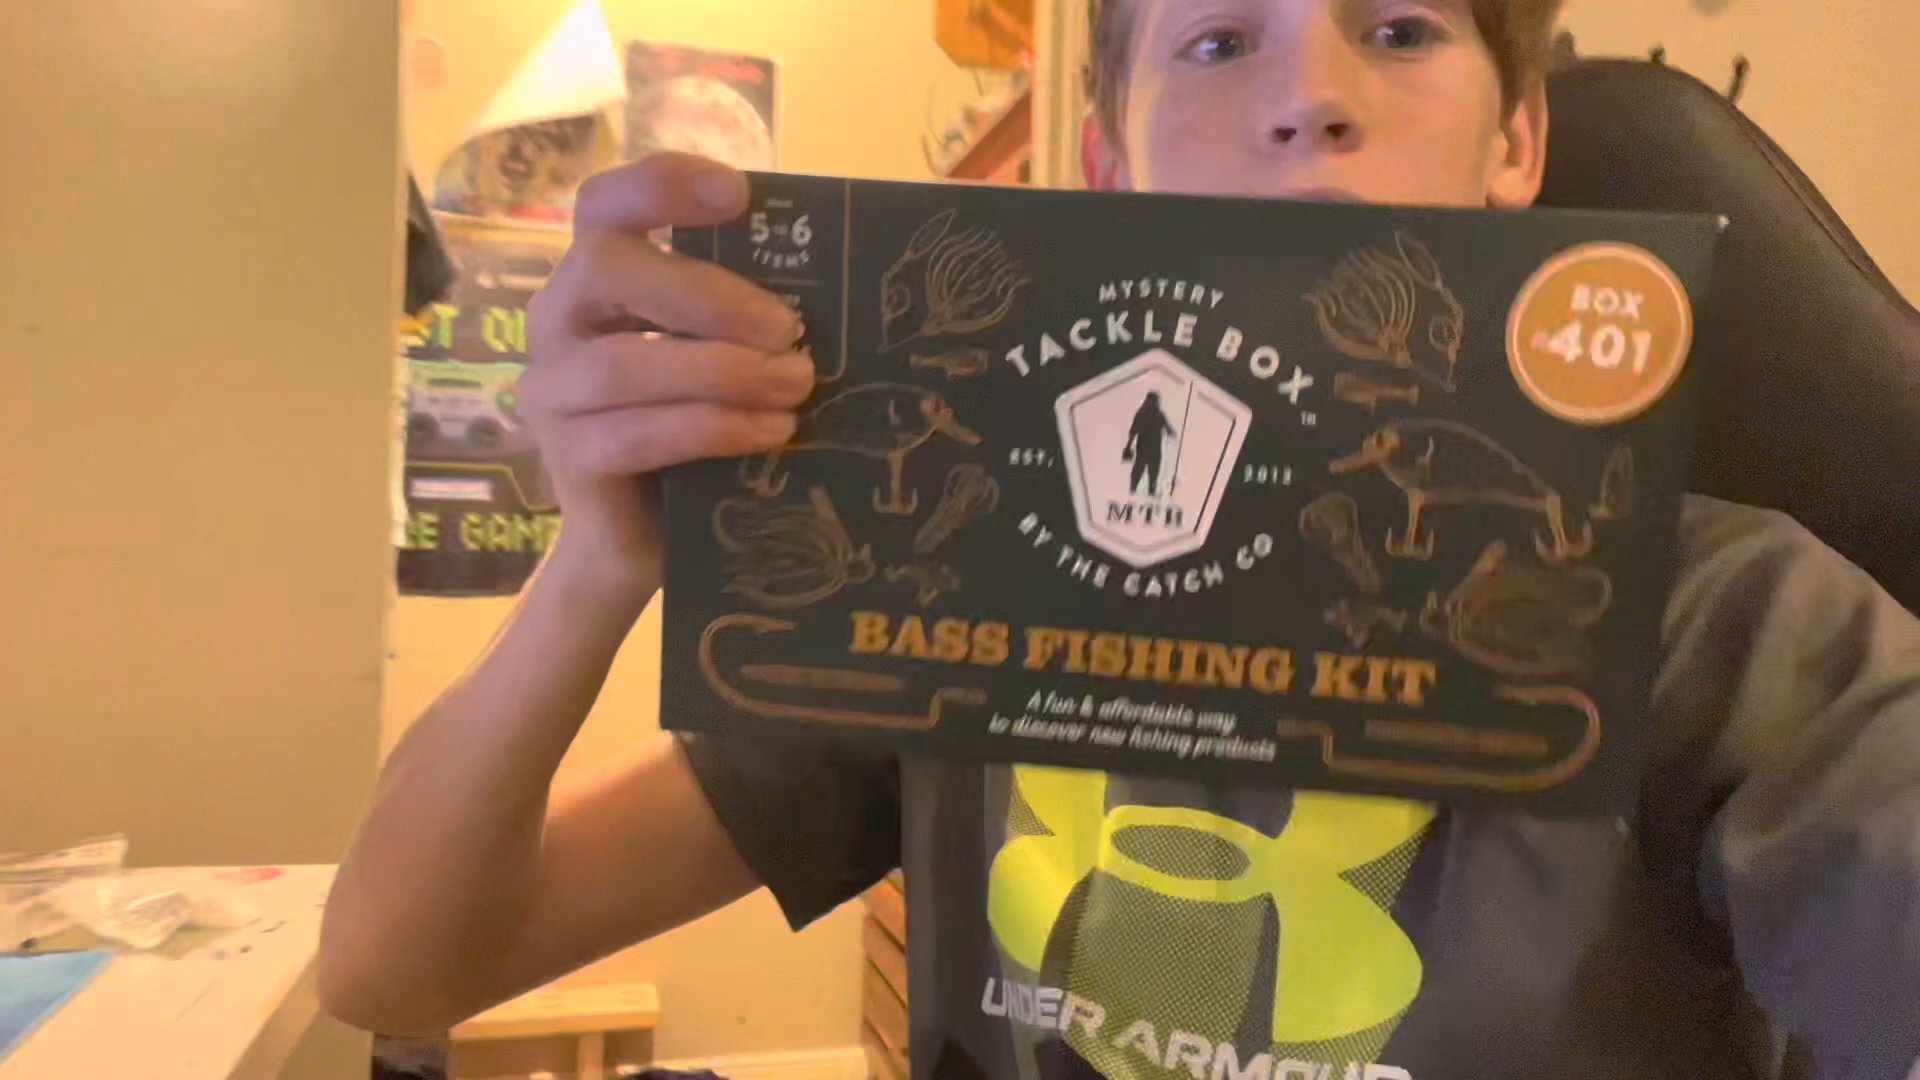 5 TO 6
ITEMS
MYSTERY
TACKLE BOX
TM
EST.
2012
MTB
BY THE CATCH CO
BOX
#401
BASS FISHING KIT
A fun & affordable way
to discover new fishing products
UNDER ARMOUR